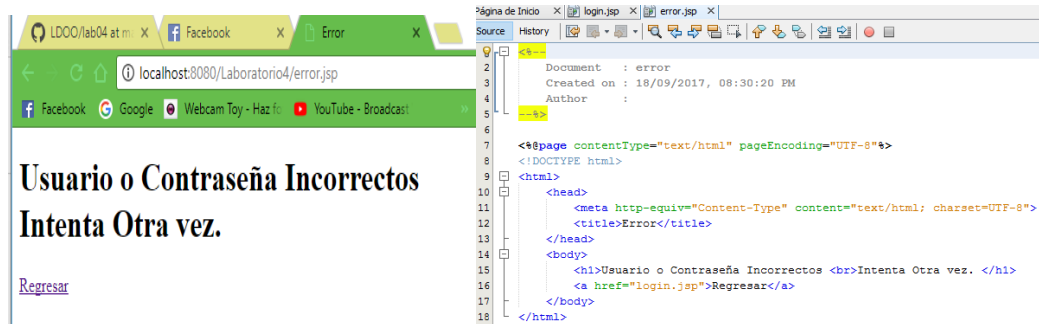 LDOO/lab04 at m
Facebook
Error
localhost:8080/Laboratorio4/error.jsp
Facebook Google Webcam Toy - Haz fo YouTube - Broadcast
Usuario o Contraseña Incorrectos
Intenta Otra vez.
Regresar
Página de Inicio login.jsp error.jsp
Source History
1 <%--
2 Document : error
3 Created on : 18/09/2017, 08:30:20 PM
4 Author :
5 --%>
6
7 <%@page contentType="text/html" pageEncoding="UTF-8"%>
8 <!DOCTYPE html>
9 <html>
10 <head>
11 <meta http-equiv="Content-Type" content="text/html; charset=UTF-8">
12 <title>Error</title>
13 </head>
14 <body>
15 <h1>Usuario o Contraseña Incorrectos <br>Intenta Otra vez. </h1>
16 <a href="login.jsp">Regresar</a>
17 </body>
18 </html>